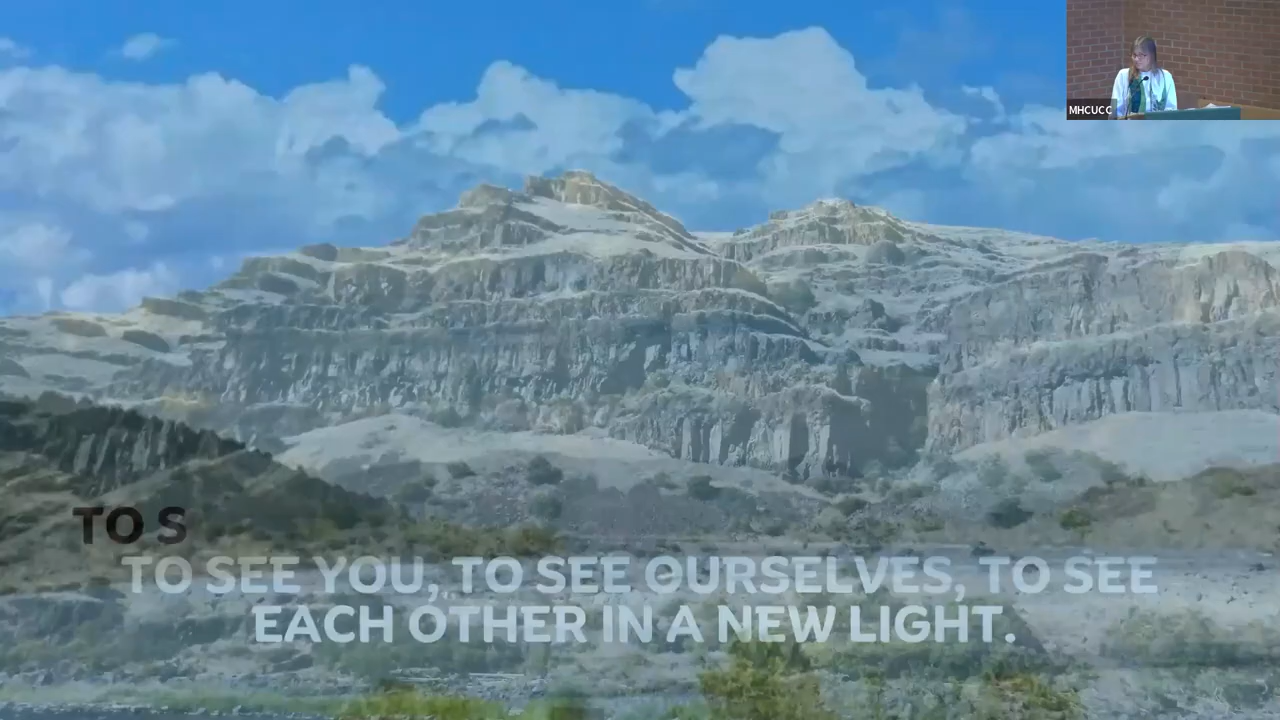 MHCUCC
TO S
TO SEE YOU, TO SEE OURSELVES, TO SEE
EACH OTHER IN A NEW LIGHT.